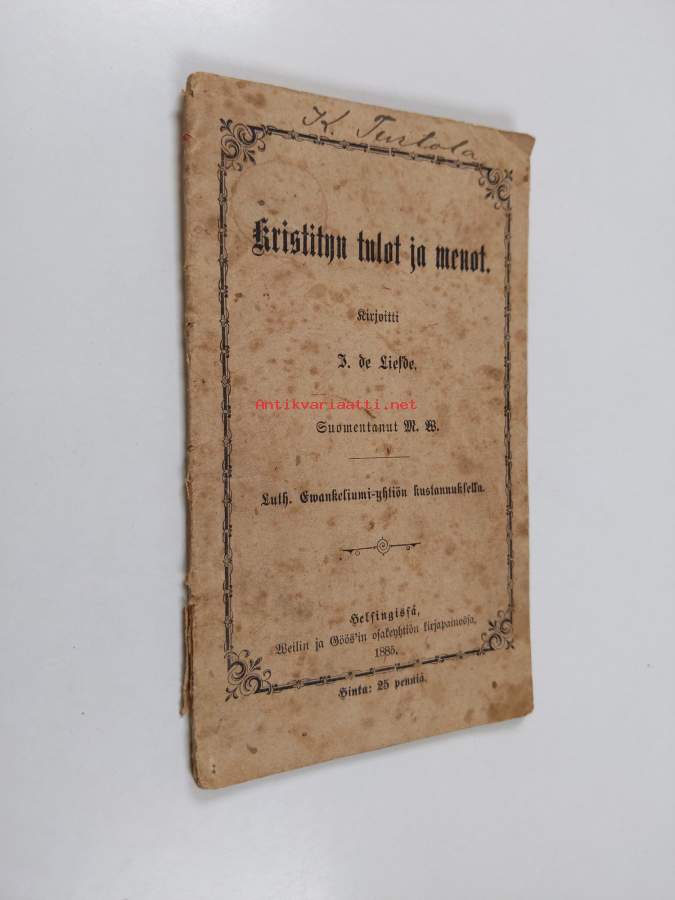 K. Turtola
Kristityn tulot ja menot.
Kirjoitti
J. de Liefde.
Antikvariaatti.net
Suomentanut M. W.
Luth. Ewankeliumi-yhtiön kustannuksella.
Helsingissä,
Weilin ja Göös'in osakeyhtiön kirjapainossa,
1885.
Hinta: 25 penniä.